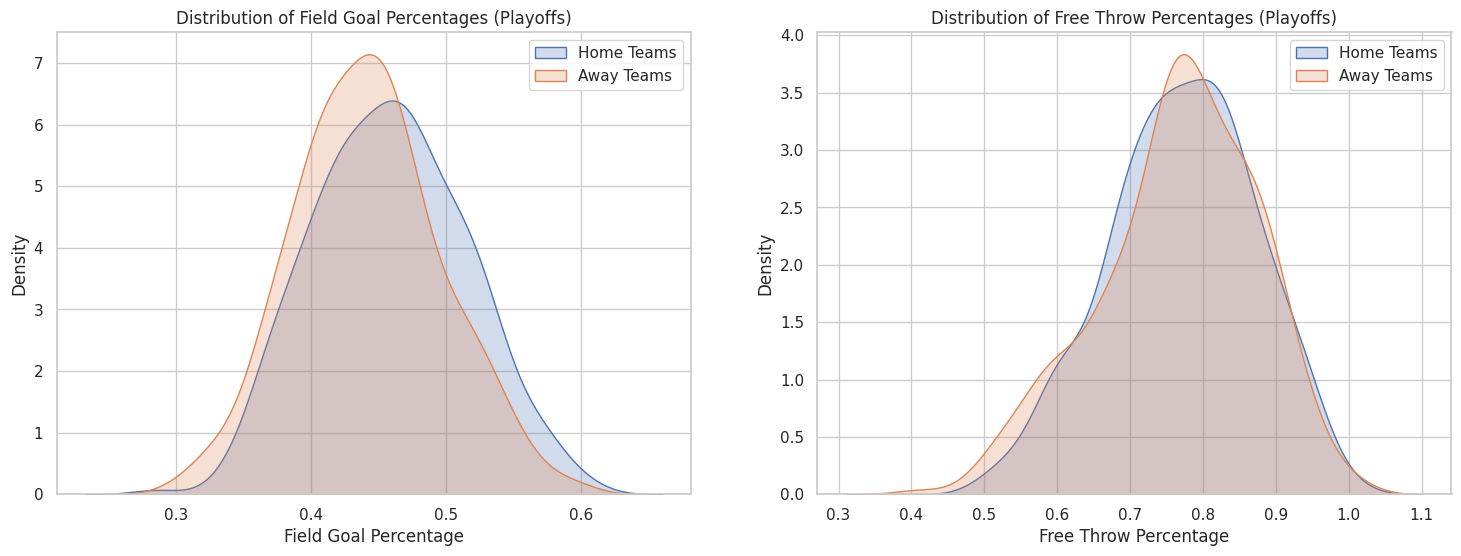 Distribution of Field Goal Percentages (Playoffs)
Home Teams
Away Teams
Density
7
6
5
4
3
2
1
0
0.3 0.4 0.5 0.6
Field Goal Percentage
Distribution of Free Throw Percentages (Playoffs)
Home Teams
Away Teams
Density
4.0
3.5
3.0
2.5
2.0
1.5
1.0
0.5
0.0
0.3 0.4 0.5 0.6 0.7 0.8 0.9 1.0 1.1
Free Throw Percentage